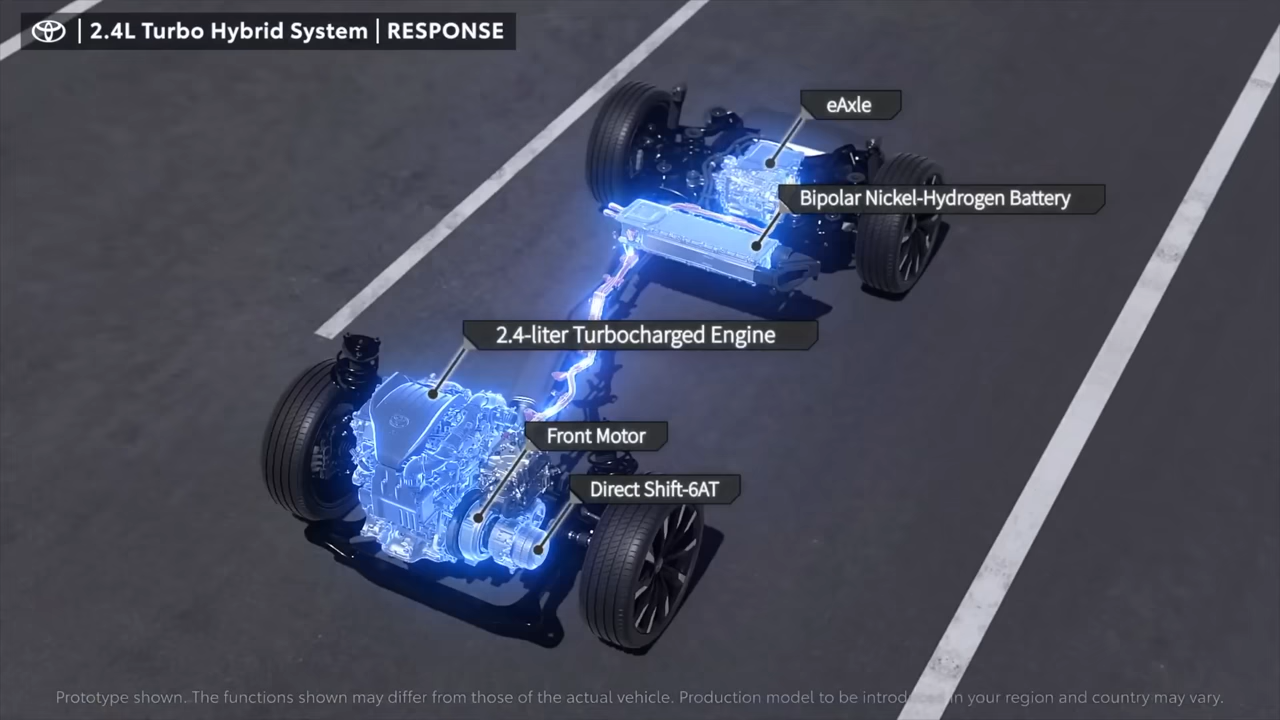 2.4L Turbo Hybrid System | RESPONSE
eAxle
Bipolar Nickel-Hydrogen Battery
2.4-liter Turbocharged Engine
Front Motor
Direct Shift-6AT
Prototype shown. The functions shown may differ from those of the actual vehicle. Production model to be introduced in your region and country may vary.